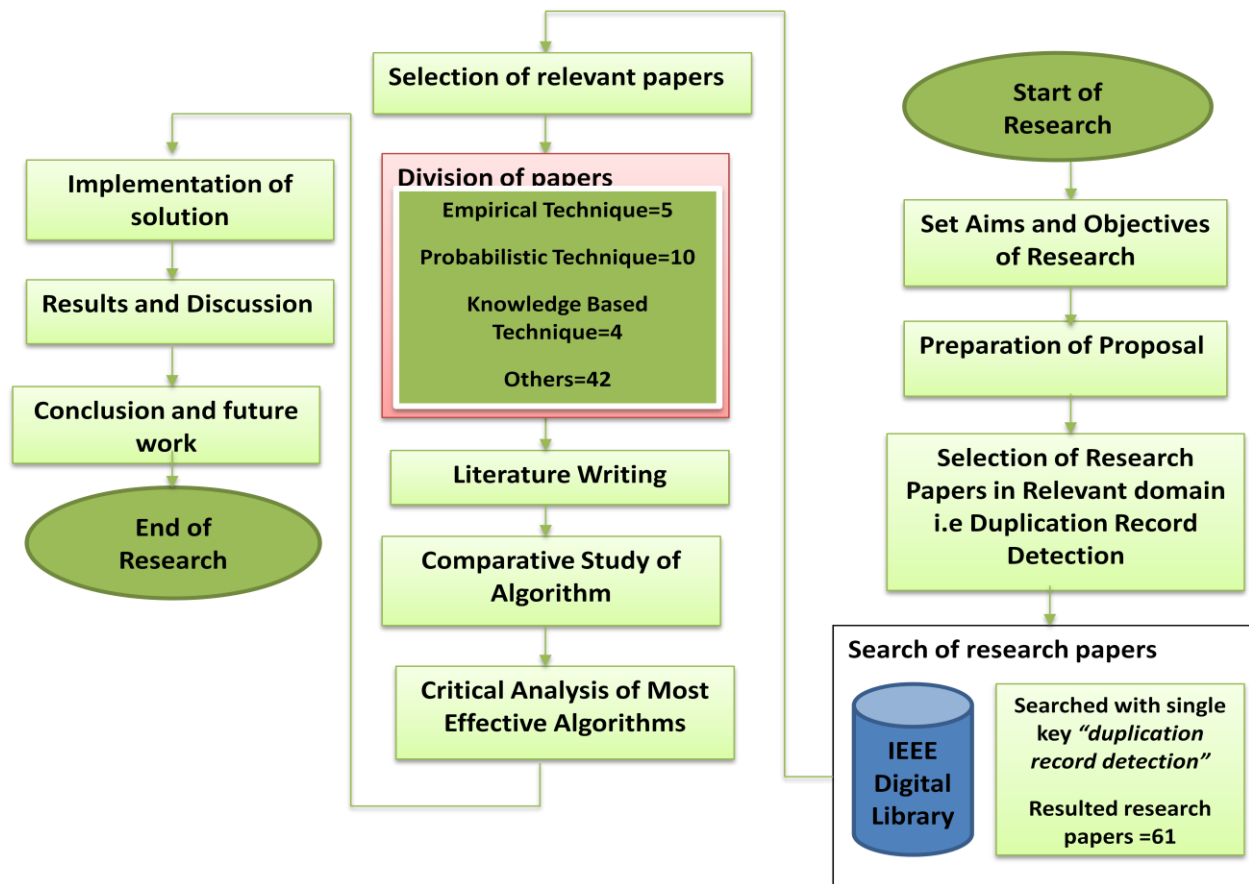 Start of
Research
Set Aims and Objectives
of Research
Preparation of Proposal
Selection of Research
Papers in Relevant domain
i.e Duplication Record
Detection
Search of research papers
IEEE
Digital
Library
Searched with single
key “duplication
record detection”
Resulted research
papers =61
Selection of relevant papers
Division of papers
Empirical Technique=5
Probabilistic Technique=10
Knowledge Based
Technique=4
Others=42
Literature Writing
Comparative Study of
Algorithm
Critical Analysis of Most
Effective Algorithms
Implementation of
solution
Results and Discussion
Conclusion and future
work
End of
Research